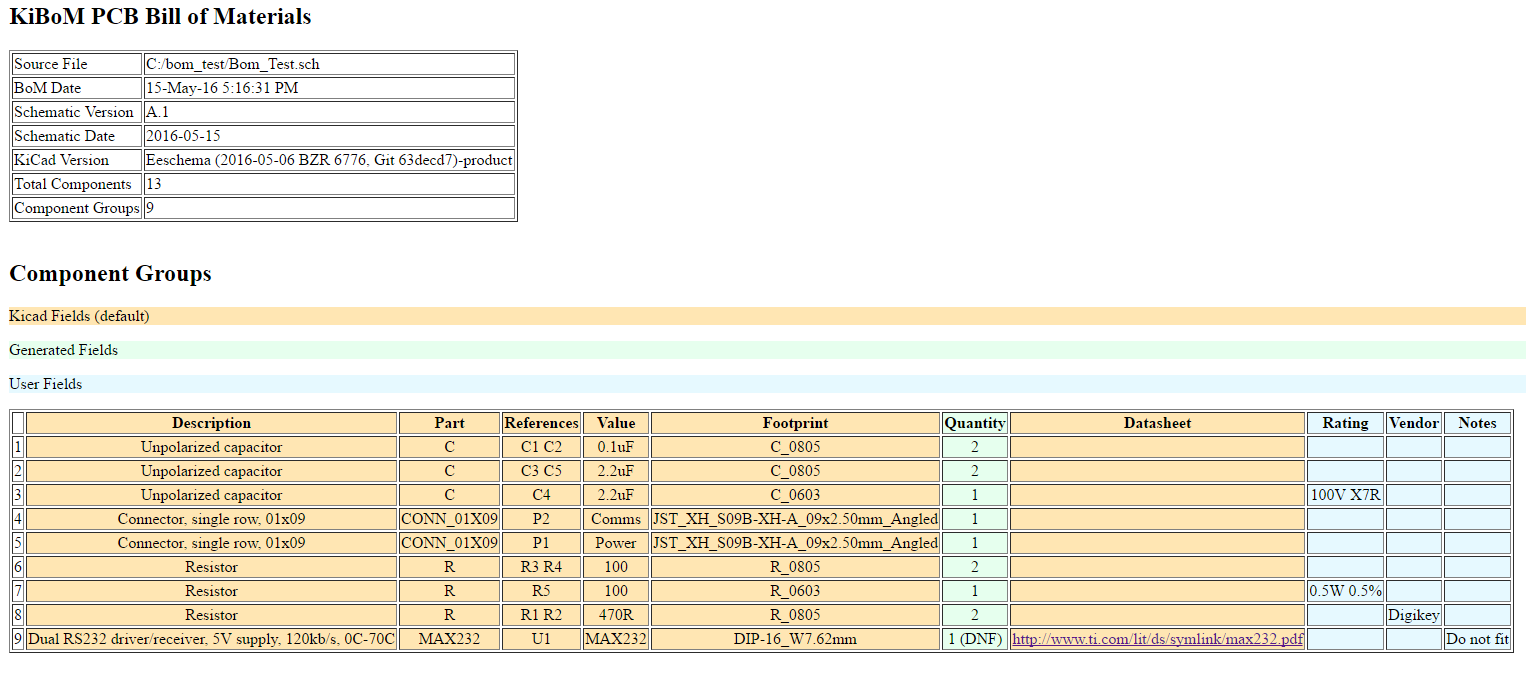 KiBoM PCB Bill of Materials
Source File C:/bom_test/Bom_Test.sch
BoM Date 15-May-16 5:16:31 PM
Schematic Version A.1
Schematic Date 2016-05-15
KiCad Version Eeschema (2016-05-06 BZR 6776, Git 63decd7)-product
Total Components 13
Component Groups 9
Component Groups
Kicad Fields (default)
Generated Fields
User Fields
Description Part References Value Footprint Quantity Datasheet Rating Vendor Notes
1 Unpolarized capacitor C C1 C2 0.1uF C_0805 2
2 Unpolarized capacitor C C3 C5 2.2uF C_0805 2
3 Unpolarized capacitor C C4 2.2uF C_0603 1 100V X7R
4 Connector, single row, 01x09 CONN_01X09 P2 Comms JST_XH_S09B-XH-A_09x2.50mm_Angled 1
5 Connector, single row, 01x09 CONN_01X09 P1 Power JST_XH_S09B-XH-A_09x2.50mm_Angled 1
6 Resistor R R3 R4 100 R_0805 2
7 Resistor R R5 100 R_0603 1 0.5W 0.5%
8 Resistor R R1 R2 470R R_0805 2 Digikey
9 Dual RS232 driver/receiver, 5V supply, 120kb/s, 0C-70C MAX232 U1 MAX232 DIP-16_W7.62mm 1 (DNF) http://www.ti.com/lit/ds/symlink/max232.pdf Do not fit